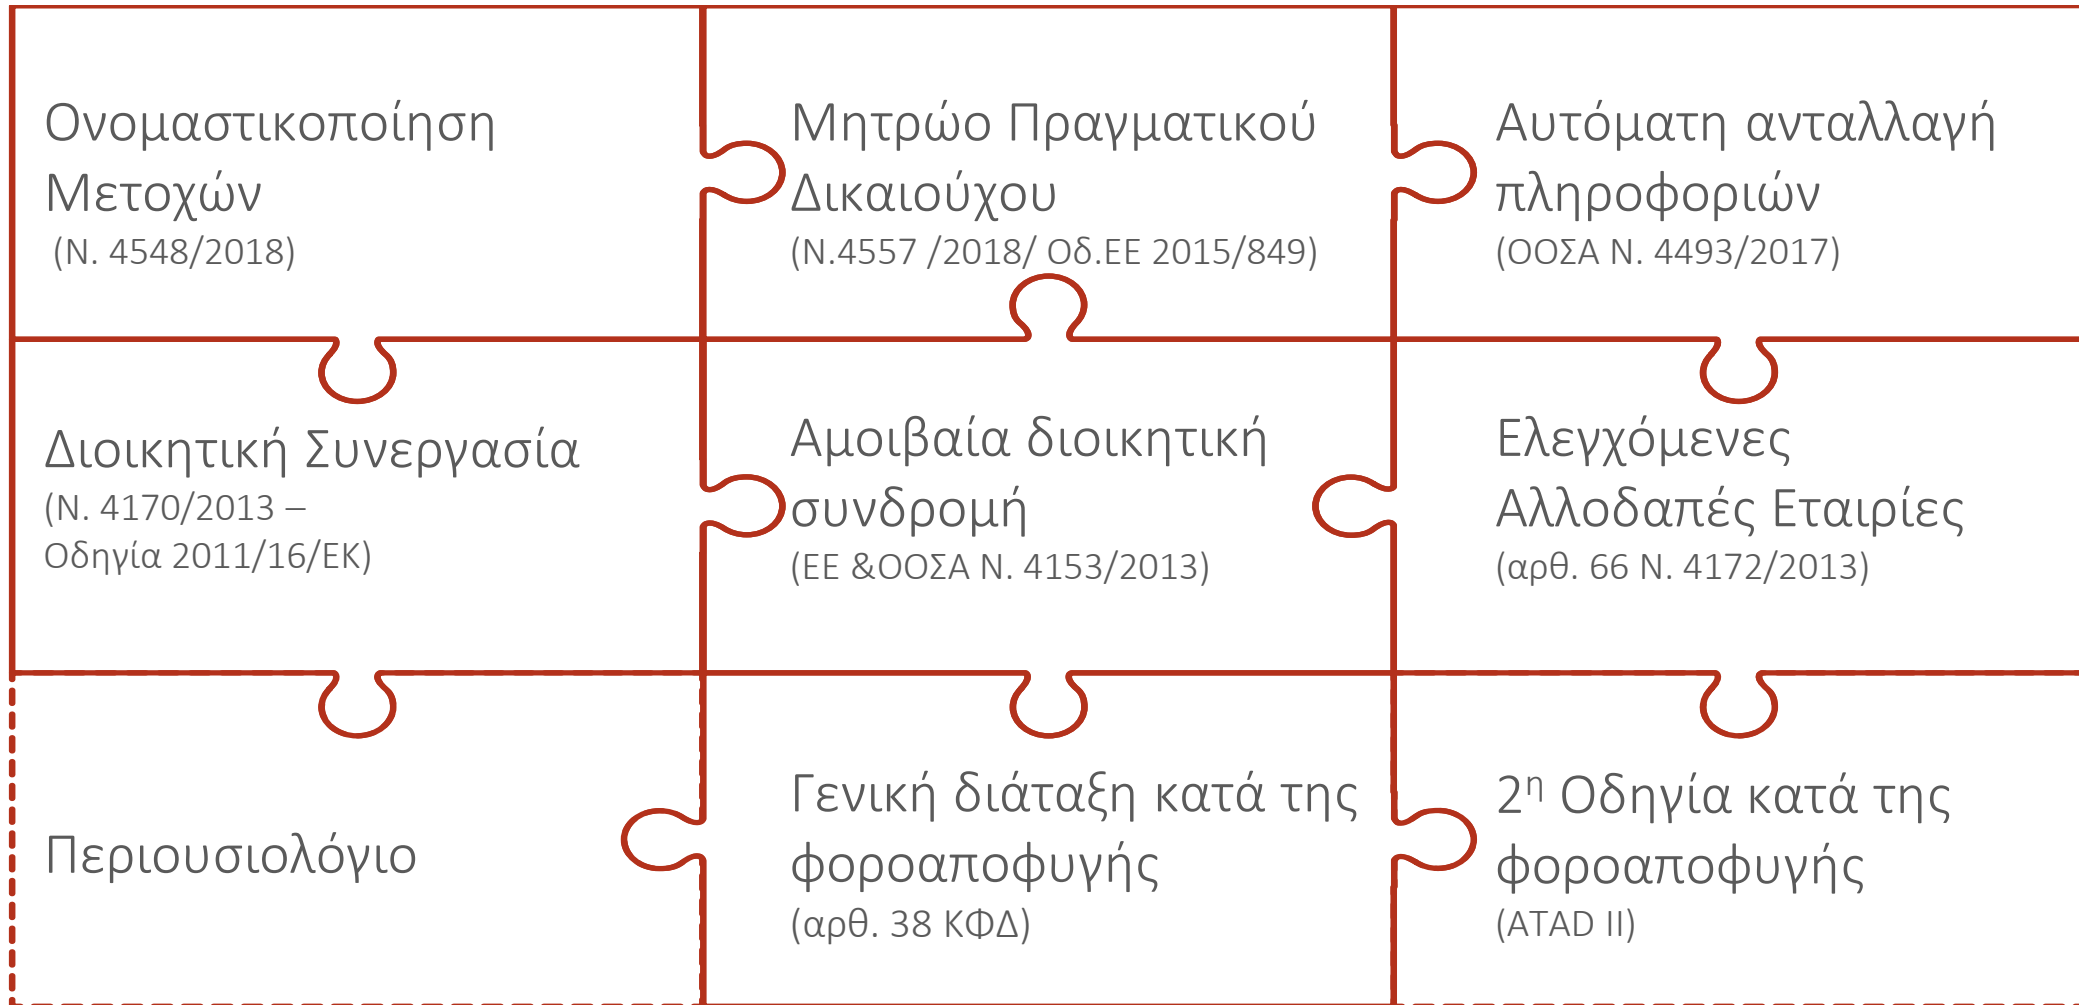 Ονομαστικοποίηση
Μετοχών
(Ν. 4548/2018)
Μητρώο Πραγματικού
Δικαιούχου
(Ν.4557 /2018/ Οδ.ΕΕ 2015/849)
Αυτόματη ανταλλαγή
πληροφοριών
(ΟΟΣΑ Ν. 4493/2017)
Διοικητική Συνεργασία
(Ν. 4170/2013 –
Οδηγία 2011/16/ΕΚ)
Αμοιβαία διοικητική
συνδρομή
(ΕΕ &ΟΟΣΑ Ν. 4153/2013)
Ελεγχόμενες
Αλλοδαπές Εταιρίες
(αρθ. 66 Ν. 4172/2013)
Περιουσιολόγιο
Γενική διάταξη κατά της
φοροαποφυγής
(αρθ. 38 ΚΦΔ)
2η Οδηγία κατά της
φοροαποφυγής
(ATAD II)